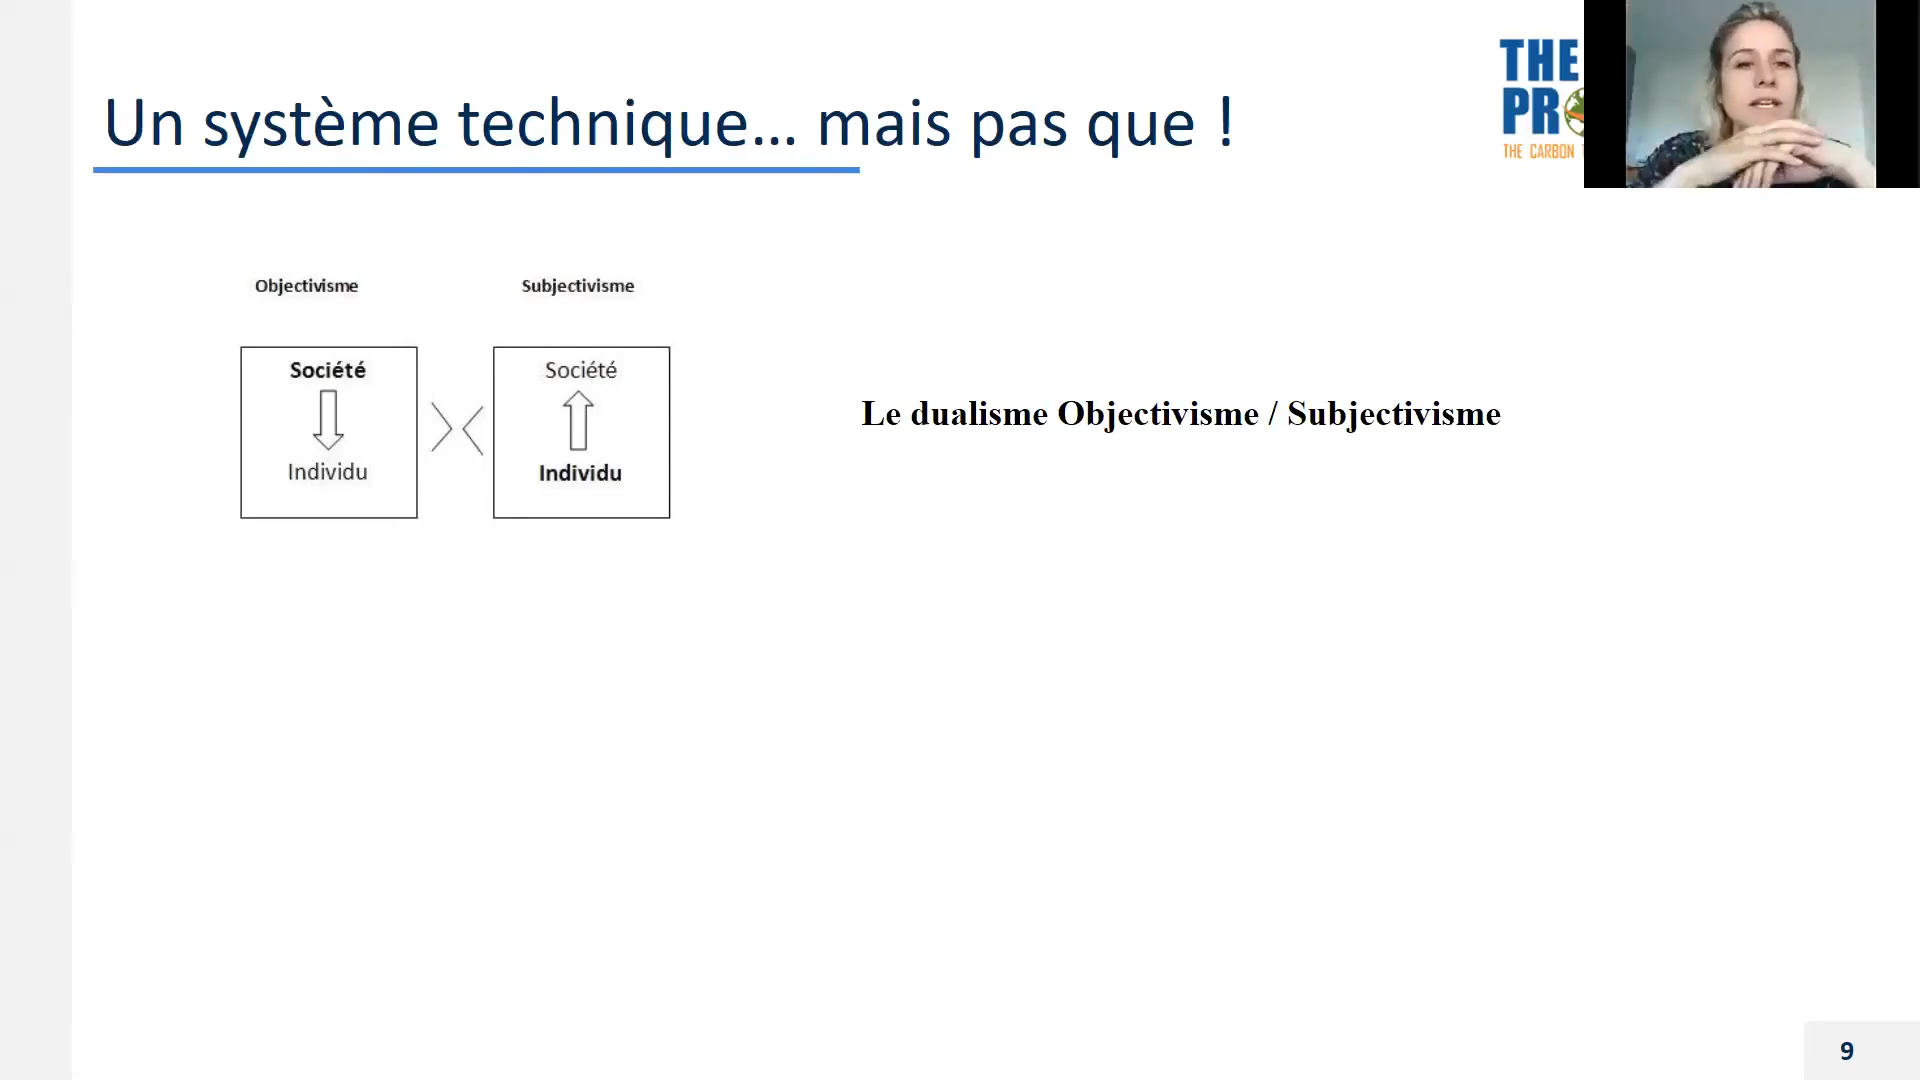 Un système technique... mais pas que !
THE
PRO
THE CARBON
Objectivisme
Subjectivisme
Société
Individu
Société
Individu
Le dualisme Objectivisme / Subjectivisme
9